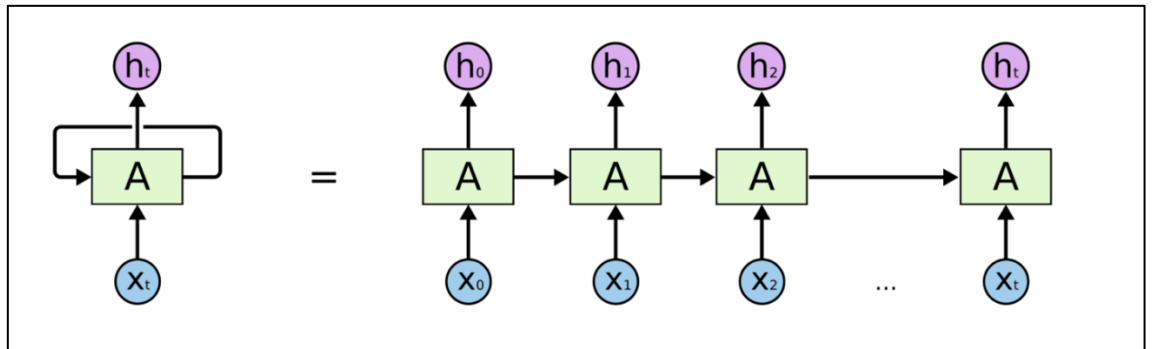 hₜ h₀ h₁ h₂ hₜ
A = A A A A
xₜ x₀ x₁ x₂ ... xₜ